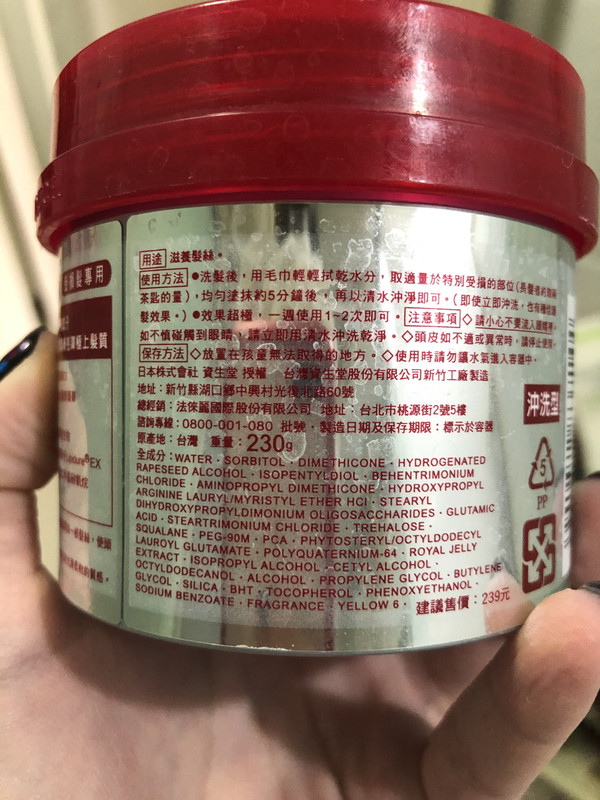 用途 滋養髮絲。
使用方法 ●洗髮後，用毛巾輕輕拭乾水分，取適量於特別受損的部位
茶匙的量)，均勻塗抹約5分鐘後，再以清水沖淨即可。(即使立即沖洗，也有
髮效果。) ●效果超極，一週使用1~2次即可。 注意事項 ◇請小心不要流入眼睛裡。
如不慎碰觸到眼睛，請立即用清水沖洗乾淨。◇頭皮如有不適或異常時，請停止使用。
保存方法 ◇放置在孩童無法取得的地方。◇使用時請勿讓水氣進入容器中。
日本株式會社 資生堂 授權 台灣資生堂股份有限公司新竹工廠 製造
地址：新竹縣湖口鄉中興村光復北路60號
總經銷：法徠麗國際股份有限公司 地址：台北市桃源街2號5樓
諮詢專線：0800-001-080 批號、製造日期及保存期限：標示於容器
原產地：台灣 重量：230g
全成分：WATER・SORBITOL・DIMETHICONE・HYDROGENATED
RAPESEED ALCOHOL・ISOPENTYLDIOL・BEHENTRIMONIUM
CHLORIDE・AMINOPROPYL DIMETHICONE・HYDROXYPROPYL
ARGININE LAURYL/MYRISTYL ETHER HCl・STEARYL
DIHYDROXYPROPYLDIMONIUM OLIGOSACCHARIDES・GLUTAMIC
ACID・STEARTRIMONIUM CHLORIDE・TREHALOSE・
SQUALANE・PEG-90M・PCA・PHYTOSTERYL/OCTYLDODECYL
LAUROYL GLUTAMATE・POLYQUATERNIUM-64・ROYAL JELLY
EXTRACT・ISOPROPYL ALCOHOL・CETYL ALCOHOL・
OCTYLDODECANOL・ALCOHOL・PROPYLENE GLYCOL・BUTYLENE
GLYCOL・SILICA・BHT・TOCOPHEROL・PHENOXYETHANOL・
SODIUM BENZOATE・FRAGRANCE・YELLOW 6・ 建議售價：239元
沖洗型
5
PP
損髮專用
極上髮質
EX